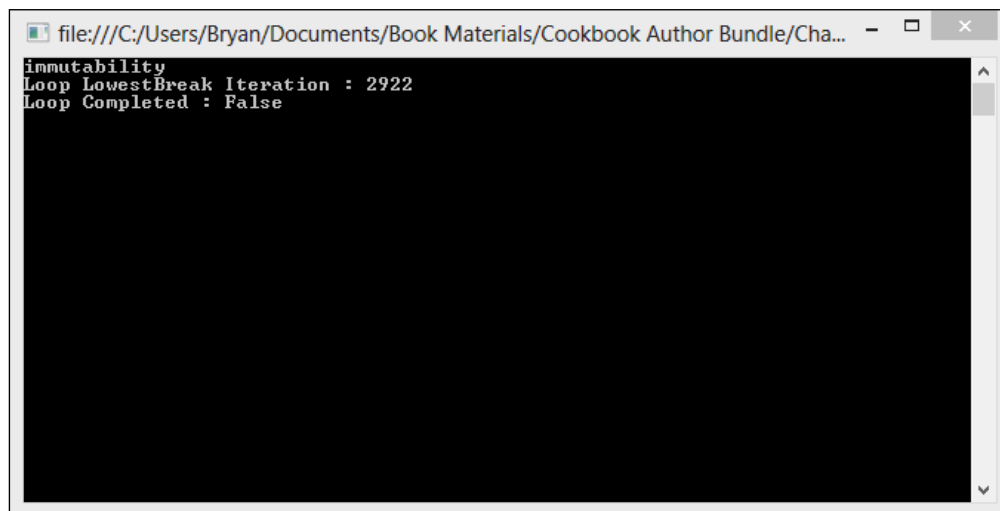 file:///C:/Users/Bryan/Documents/Book Materials/Cookbook Author Bundle/Cha...
immutability
Loop LowestBreak Iteration : 2922
Loop Completed : False